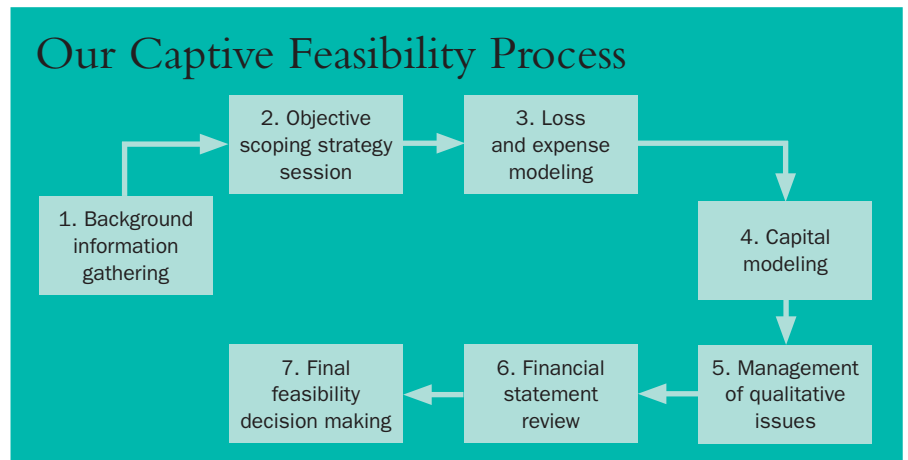 Our Captive Feasibility Process
1. Background
information
gathering
2. Objective
scoping strategy
session
3. Loss
and expense
modeling
4. Capital
modeling
5. Management
of qualitative
issues
6. Financial
statement
review
7. Final
feasibility
decision making